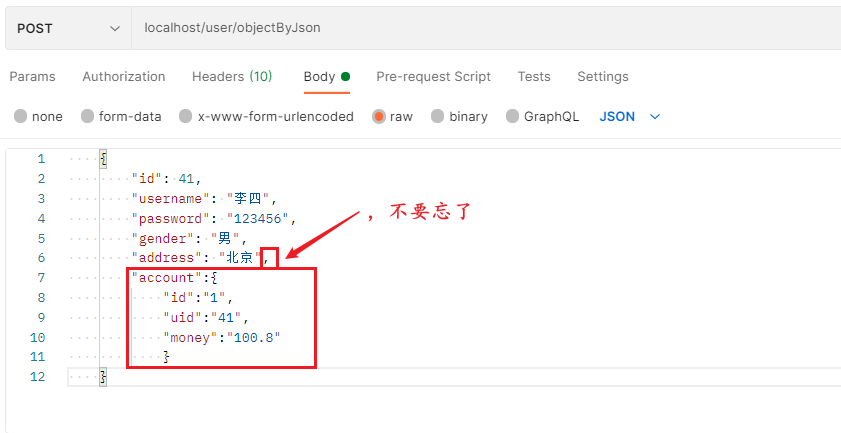 POST localhost/user/objectByJson
Params Authorization Headers (10) Body Pre-request Script Tests Settings
none form-data x-www-form-urlencoded raw binary GraphQL JSON
1 {
2 "id": 41,
3 "username": "李四",
4 "password": "123456",
5 "gender": "男",
6 "address": "北京",
，不要忘了
7 "account":{
8 "id":"1",
9 "uid":"41",
10 "money":"100.8"
11 }
12 }